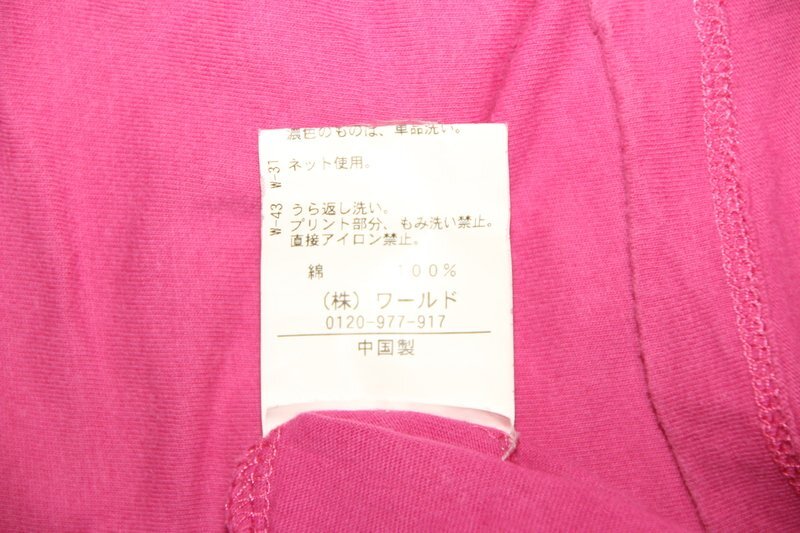 濃色のものは、単品洗い。
W-37 ネット使用。
W-43 うら返し洗い。
プリント部分、もみ洗い禁止。
直接アイロン禁止。
綿 100%
(株) ワールド
0120-977-917
中国製